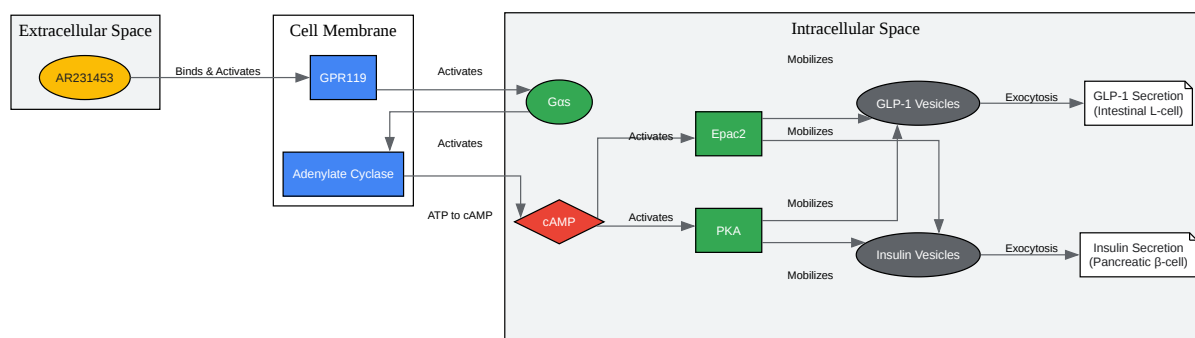 Extracellular Space
AR231453
Binds & Activates
Cell Membrane
GPR119
Adenylate Cyclase
Activates
Activates
ATP to cAMP
Intracellular Space
Gαs
cAMP
Activates
Activates
Epac2
PKA
Mobilizes
Mobilizes
Mobilizes
Mobilizes
GLP-1 Vesicles
Insulin Vesicles
Exocytosis
Exocytosis
GLP-1 Secretion
(Intestinal L-cell)
Insulin Secretion
(Pancreatic β-cell)